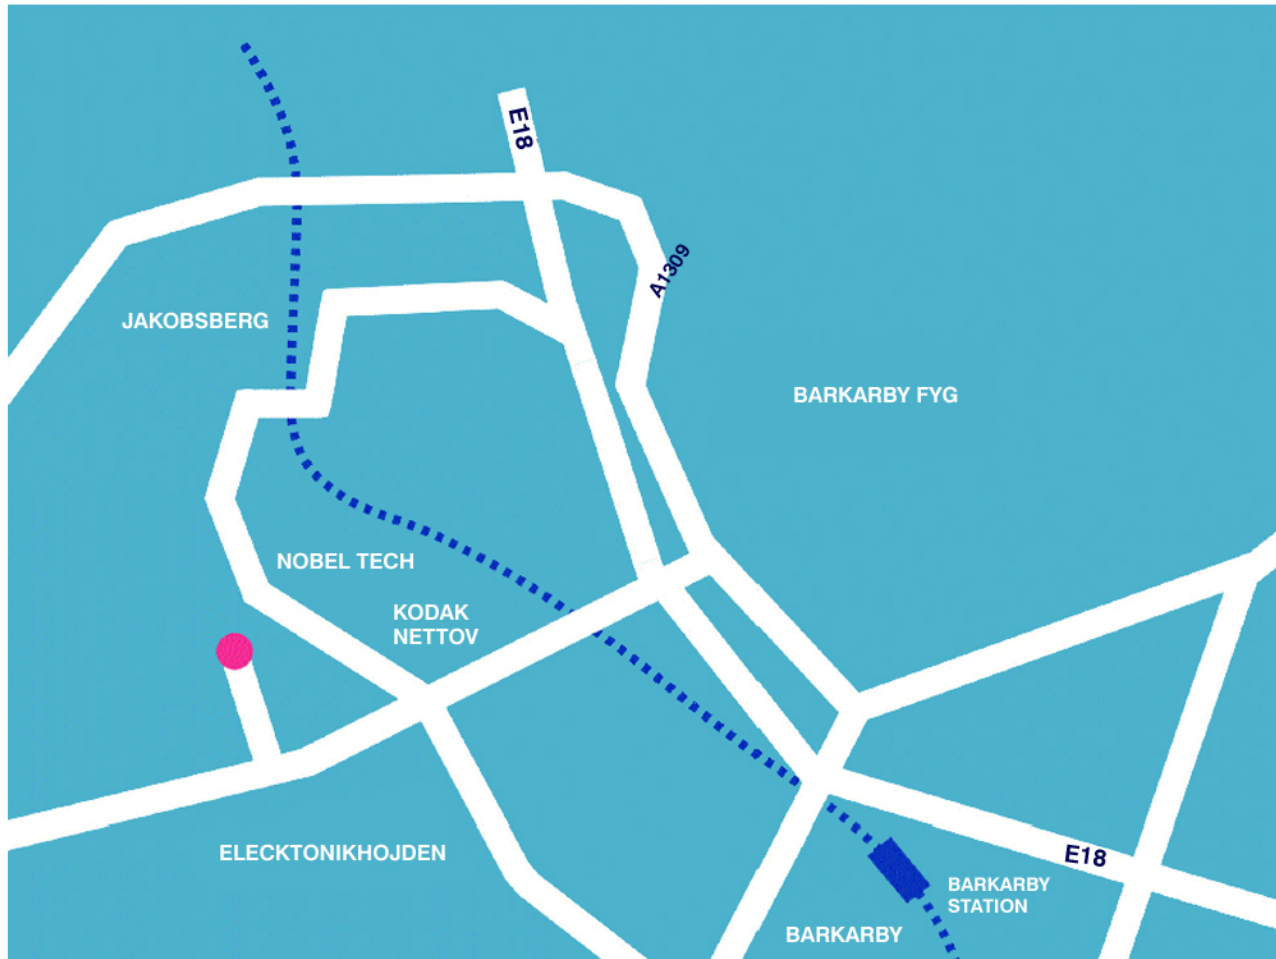 E18
A1309
JAKOBSBERG
BARKARBY FYG
NOBEL TECH
KODAK
NETTOV
ELECKTONIKHOJDEN
E18
BARKARBY
STATION
BARKARBY